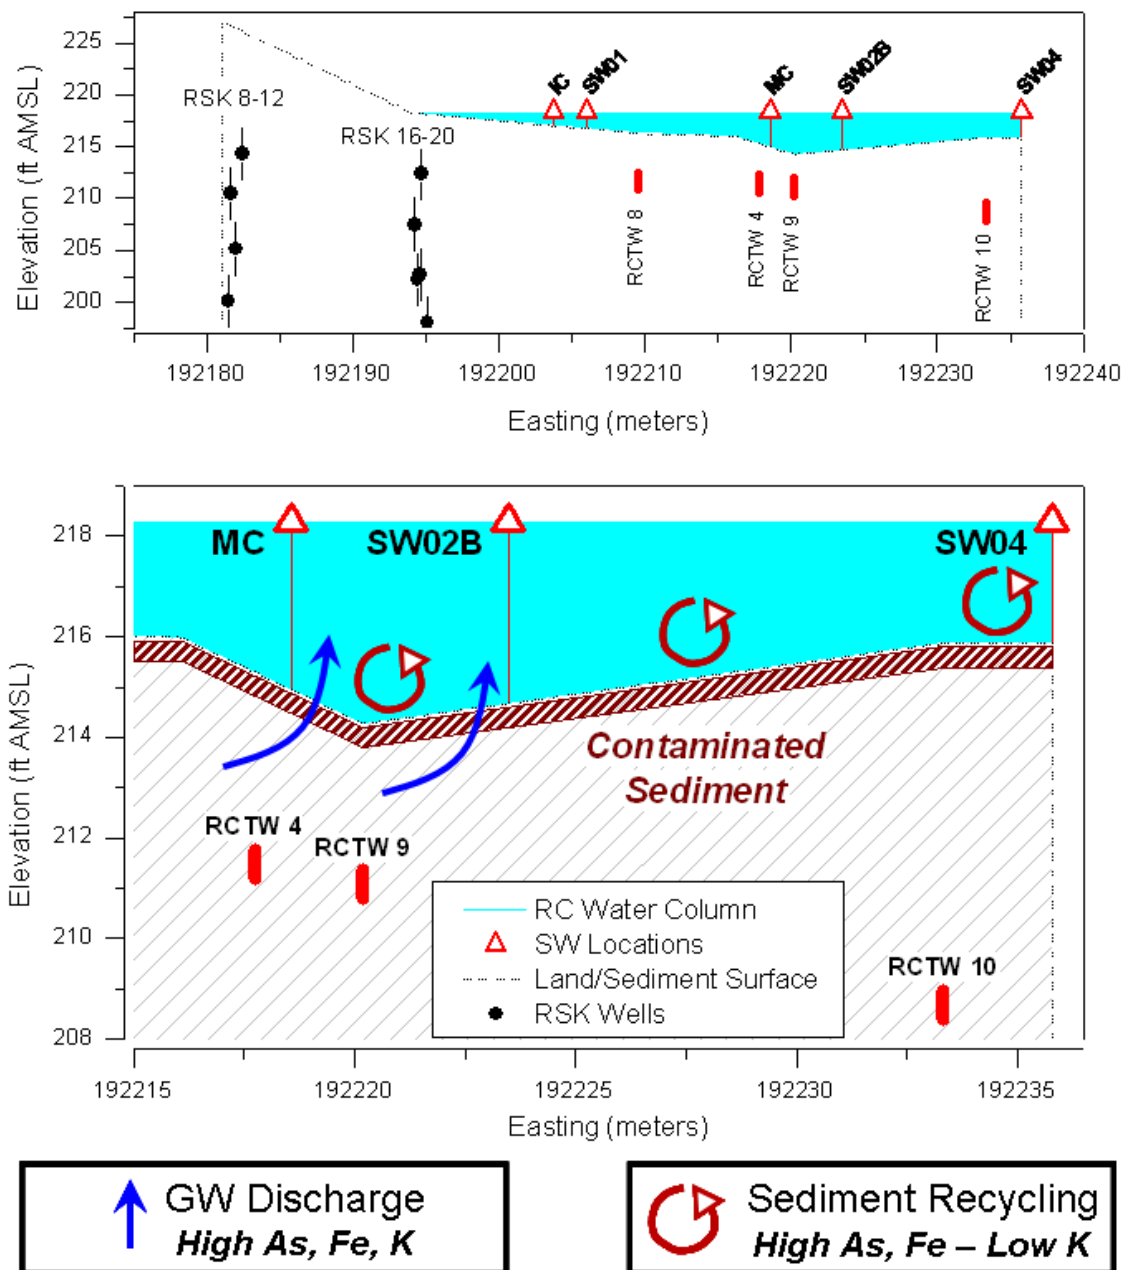 225
220
215
210
205
200
Elevation (ft AMSL)
RSK 8-12
RSK 16-20
IC
SW01
MC
SW02B
SW04
RCTW 8
RCTW 4
RCTW 9
RCTW 10
192180
192190
192200
192210
192220
192230
192240
Easting (meters)
218
216
214
212
210
208
Elevation (ft AMSL)
MC
SW02B
SW04
Contaminated
Sediment
RCTW 4
RCTW 9
RCTW 10
RC Water Column
SW Locations
Land/Sediment Surface
RSK Wells
192215
192220
192225
192230
192235
Easting (meters)
GW Discharge
High As, Fe, K
Sediment Recycling
High As, Fe – Low K